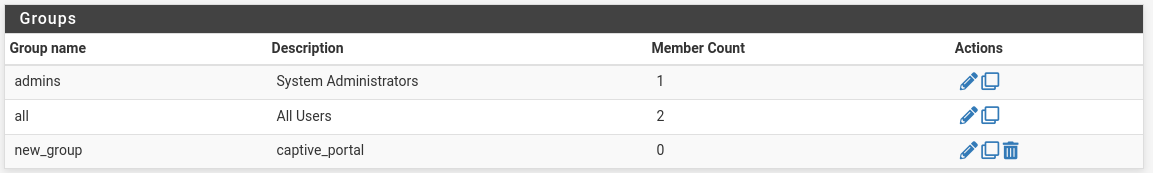 Groups
Group name Description Member Count Actions
admins System Administrators 1
all All Users 2
new_group captive_portal 0